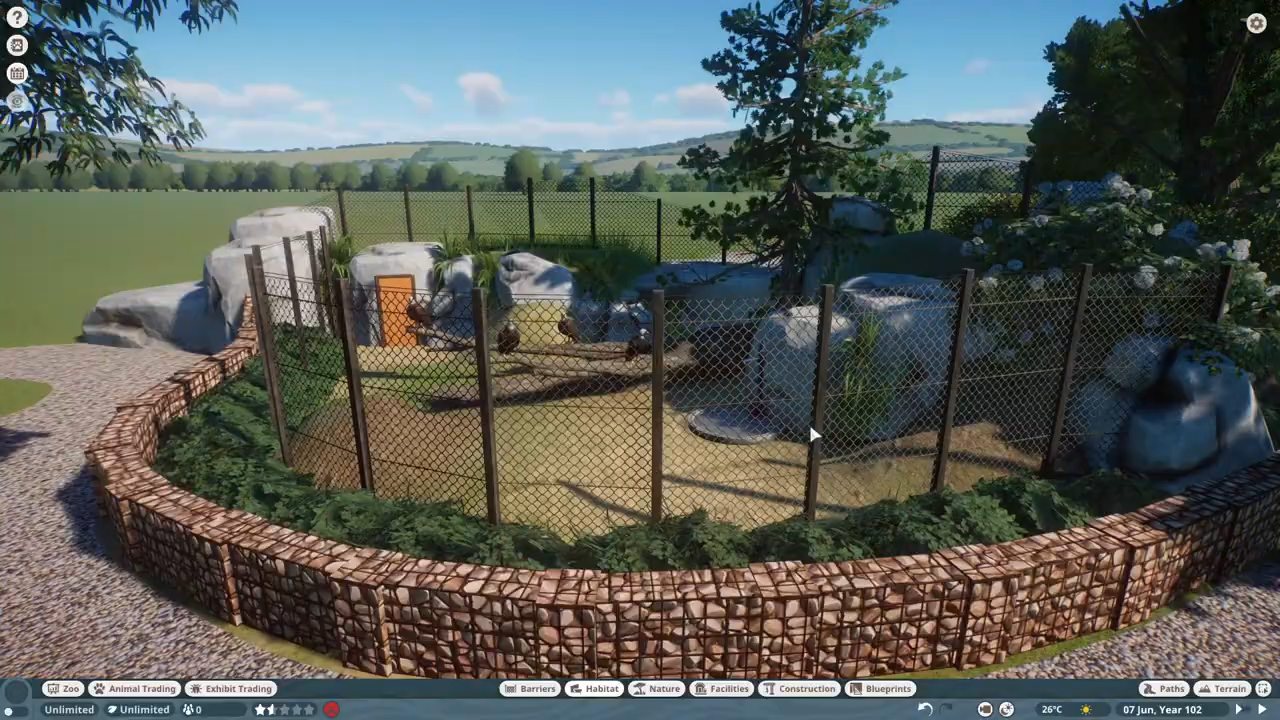 ?
Zoo Animal Trading Exhibit Trading Barriers Habitat Nature Facilities Construction Blueprints Paths Terrain
Unlimited Unlimited 0 26°C 07 Jun, Year 102